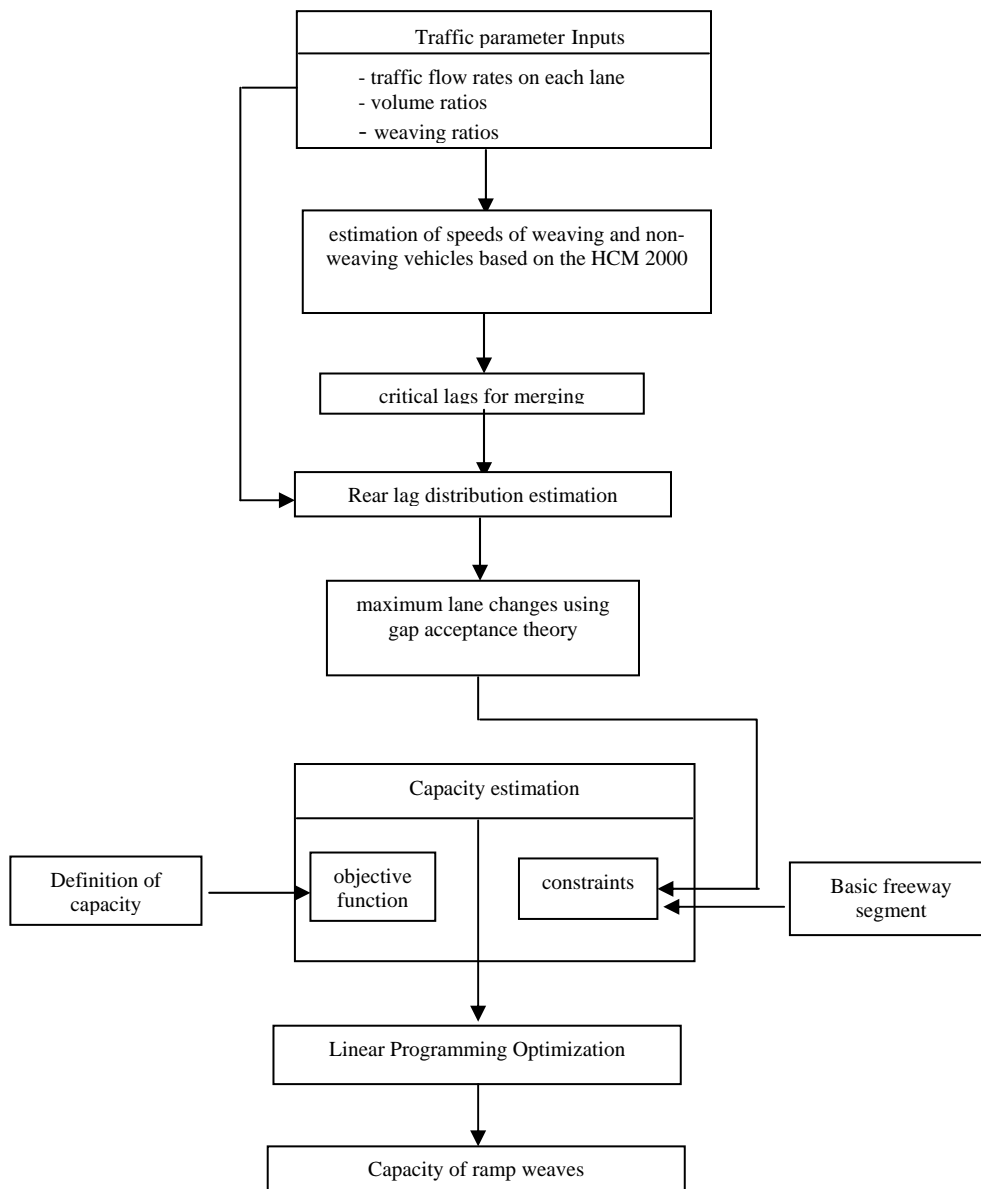 Traffic parameter Inputs
- traffic flow rates on each lane
- volume ratios
- weaving ratios
estimation of speeds of weaving and non-
weaving vehicles based on the HCM 2000
critical lags for merging
Rear lag distribution estimation
maximum lane changes using
gap acceptance theory
Capacity estimation
Definition of
capacity
objective
function
constraints
Basic freeway
segment
Linear Programming Optimization
Capacity of ramp weaves